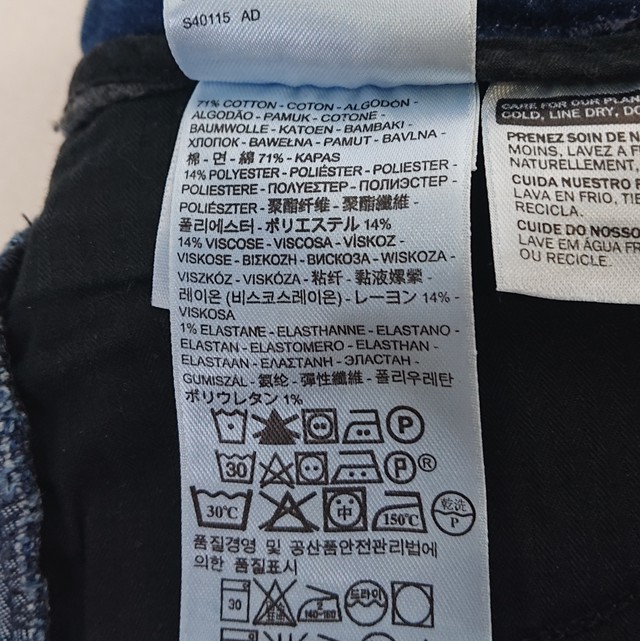 S40115 AD
71% COTTON - COTON - ALGODÓN -
ALGODÃO - PAMUK - COTONE -
BAUMWOLLE - KATOEN - BAMBAKI -
ХЛОПОК - BAWEŁNA - PAMUT - BAVLNA -
棉 - 면 - 綿 71% - KAPAS
14% POLYESTER - POLIÉSTER - POLIESTER -
POLIESTERE - ΠΟΛΥΕΣΤΕΡ - ПОЛИЭСТЕР -
POLIÉSZTER - 聚酯纤维 - 聚酯纖維 -
폴리에스터 - ポリエステル 14%
14% VISCOSE - VISCOSA - VİSKOZ -
VISKOSE - ΒΙΣΚΟΖΗ - ВИСКОЗА - WISKOZA -
VISZKÓZ - VISKÓZA - 粘纤 - 黏液嫘縈 -
레이온 (비스코스레이온) - レーヨン 14% -
VISKOSA
1% ELASTANE - ELASTHANNE - ELASTANO -
ELASTAN - ELASTOMERO - ELASTHAN -
ELASTAAN - ΕΛΑΣΤΑΝΗ - ЭЛАСТАН -
GUMISZÁL - 氨纶 - 彈性纖維 - 폴리우레탄
ポリウレタン 1%
P
30 P ®
30℃ 中 150℃ 乾洗 P
품질경영 및 공산품안전관리법에
의한 품질표시
30 2 140-160 드라이
CARE FOR OUR PLAN
COLD, LINE DRY, DO
PRENEZ SOIN DE N
MOINS, LAVEZ A F
NATURELLEMENT,
CUIDA NUESTRO P
LAVA EN FRIO, TIE
RECICLA.
CUIDE DO NOSSO
LAVE EM ÁGUA FR
OU RECICLE.